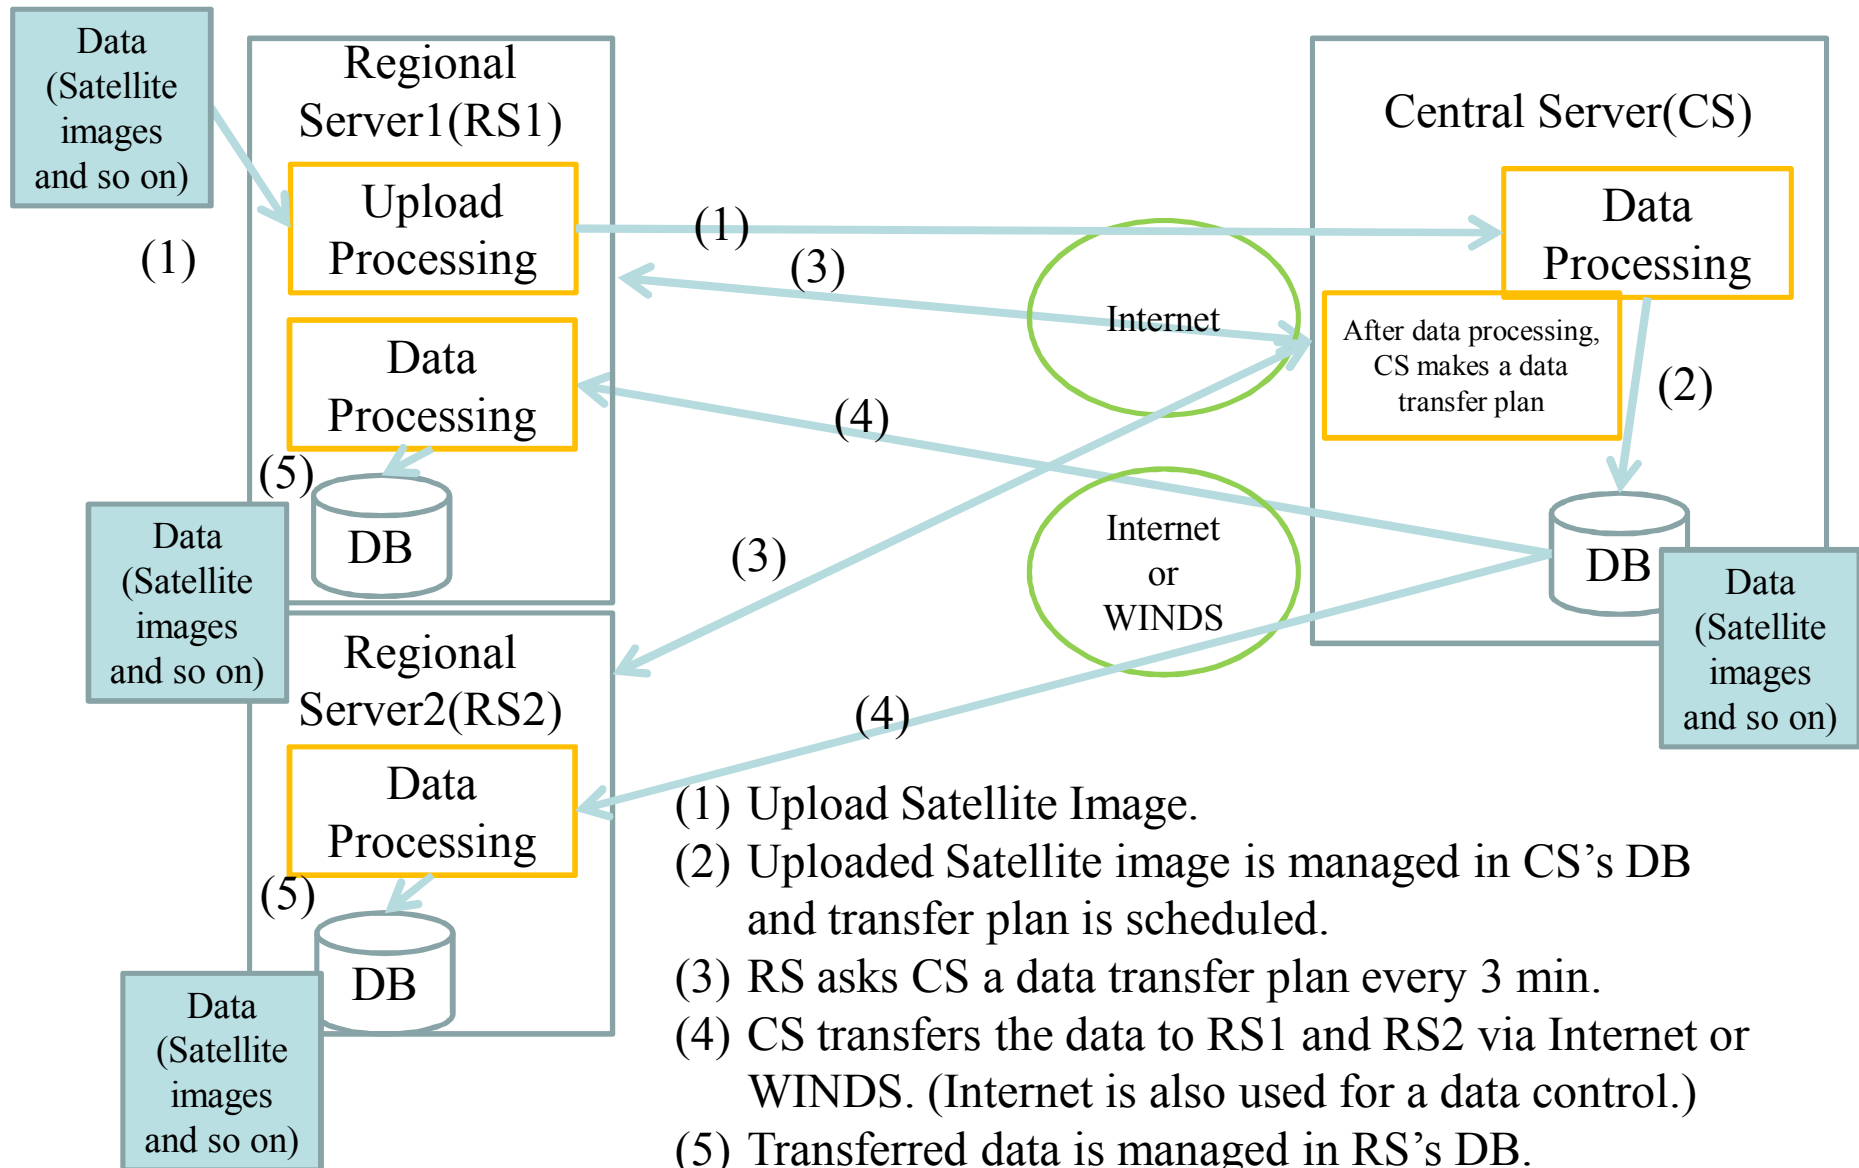 Data
(Satellite
images
and so on)
(1)
Regional
Server1(RS1)
Upload
Processing
Data
Processing
(5)
DB
Data
(Satellite
images
and so on)
Regional
Server2(RS2)
Data
Processing
(5)
DB
Data
(Satellite
images
and so on)
(1)
(3)
Internet
(4)
(3)
Internet
or
WINDS
(4)
Central Server(CS)
Data
Processing
After data processing,
CS makes a data
transfer plan
(2)
DB
Data
(Satellite
images
and so on)
(1) Upload Satellite Image.
(2) Uploaded Satellite image is managed in CS’s DB
and transfer plan is scheduled.
(3) RS asks CS a data transfer plan every 3 min.
(4) CS transfers the data to RS1 and RS2 via Internet or
WINDS. (Internet is also used for a data control.)
(5) Transferred data is managed in RS’s DB.